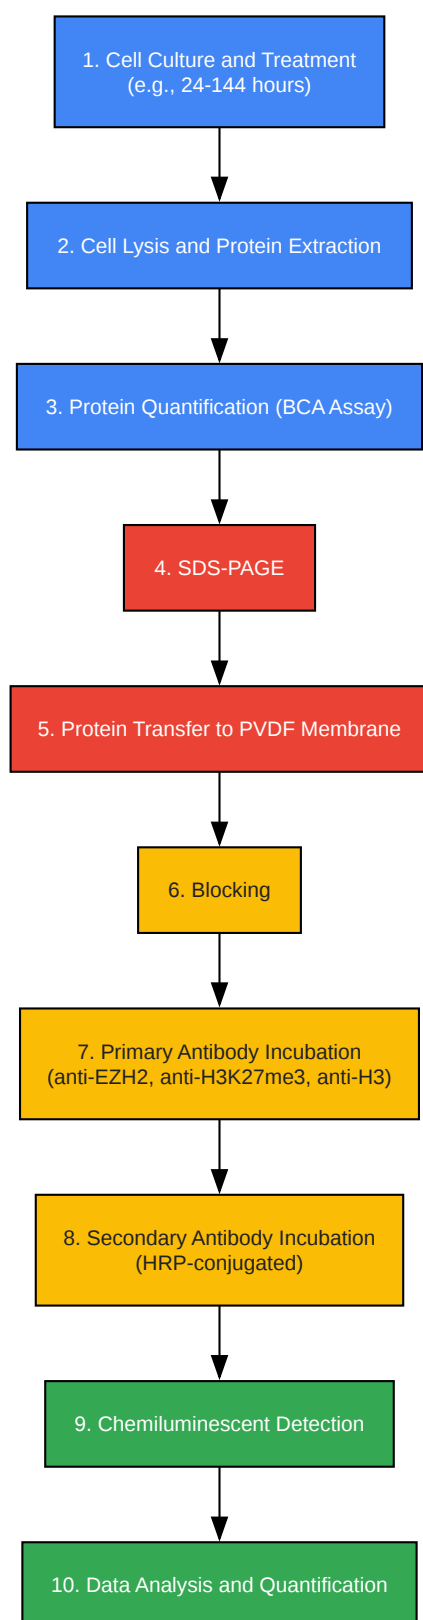 1. Cell Culture and Treatment
(e.g., 24-144 hours)
2. Cell Lysis and Protein Extraction
3. Protein Quantification (BCA Assay)
4. SDS-PAGE
5. Protein Transfer to PVDF Membrane
6. Blocking
7. Primary Antibody Incubation
(anti-EZH2, anti-H3K27me3, anti-H3)
8. Secondary Antibody Incubation
(HRP-conjugated)
9. Chemiluminescent Detection
10. Data Analysis and Quantification